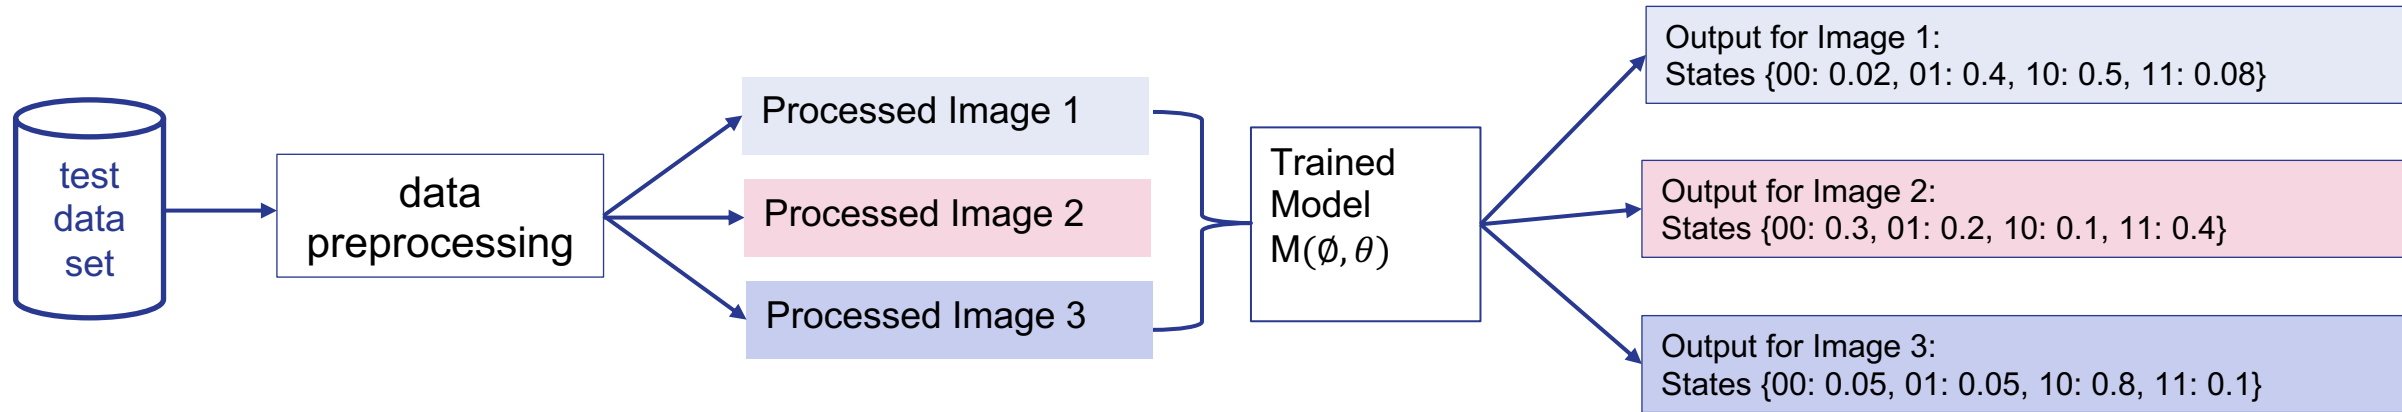 test
data
set
data
preprocessing
Processed Image 1
Processed Image 2
Processed Image 3
Trained
Model
M(∅, θ)
Output for Image 1:
States {00: 0.02, 01: 0.4, 10: 0.5, 11: 0.08}
Output for Image 2:
States {00: 0.3, 01: 0.2, 10: 0.1, 11: 0.4}
Output for Image 3:
States {00: 0.05, 01: 0.05, 10: 0.8, 11: 0.1}